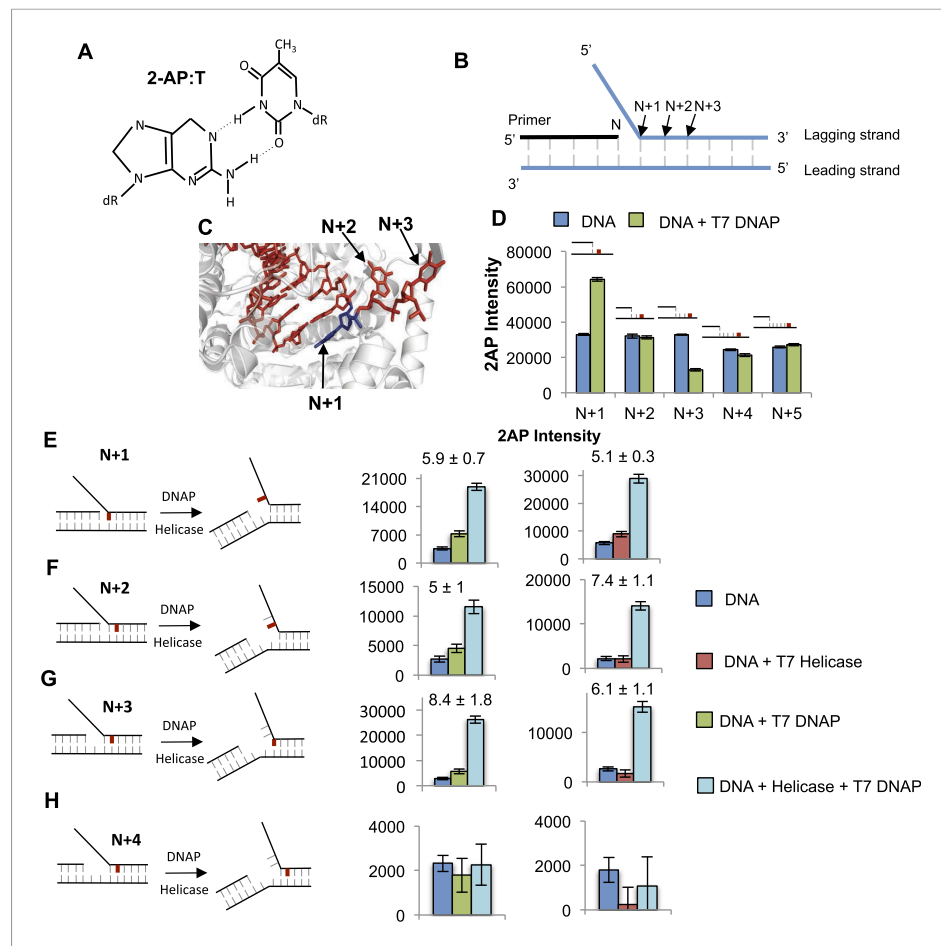 A
2-AP:T
CH3
O
N
H
N
N
dR
O
N
N
N
N
H
N
H
dR
B
5’
Primer
N
N+1
N+2
N+3
5’
3’
Lagging strand
5’
Leading strand
3’
C
N+2
N+3
N+1
D
DNA
DNA + T7 DNAP
2AP Intensity
80000
60000
40000
20000
0
N+1
N+2
N+3
N+4
N+5
2AP Intensity
E
N+1
DNAP
Helicase
5.9 ± 0.7
21000
14000
7000
0
5.1 ± 0.3
30000
20000
10000
0
F
N+2
DNAP
Helicase
5 ± 1
15000
10000
5000
0
7.4 ± 1.1
20000
10000
0
G
N+3
DNAP
Helicase
8.4 ± 1.8
30000
20000
10000
0
6.1 ± 1.1
10000
0
H
N+4
DNAP
Helicase
4000
2000
0
4000
2000
0
DNA
DNA + T7 Helicase
DNA + T7 DNAP
DNA + Helicase + T7 DNAP